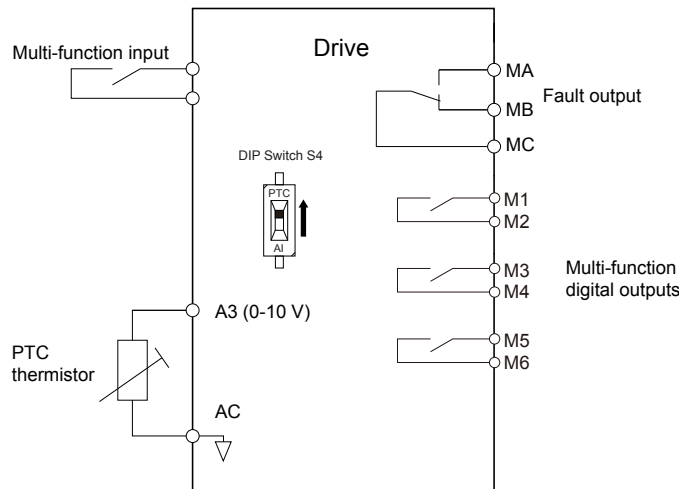 Drive
Multi-function input
MA
Fault output
MB
MC
DIP Switch S4
PTC
AI
M1
M2
M3
Multi-function
digital outputs
M4
A3 (0-10 V)
M5
M6
PTC
thermistor
AC